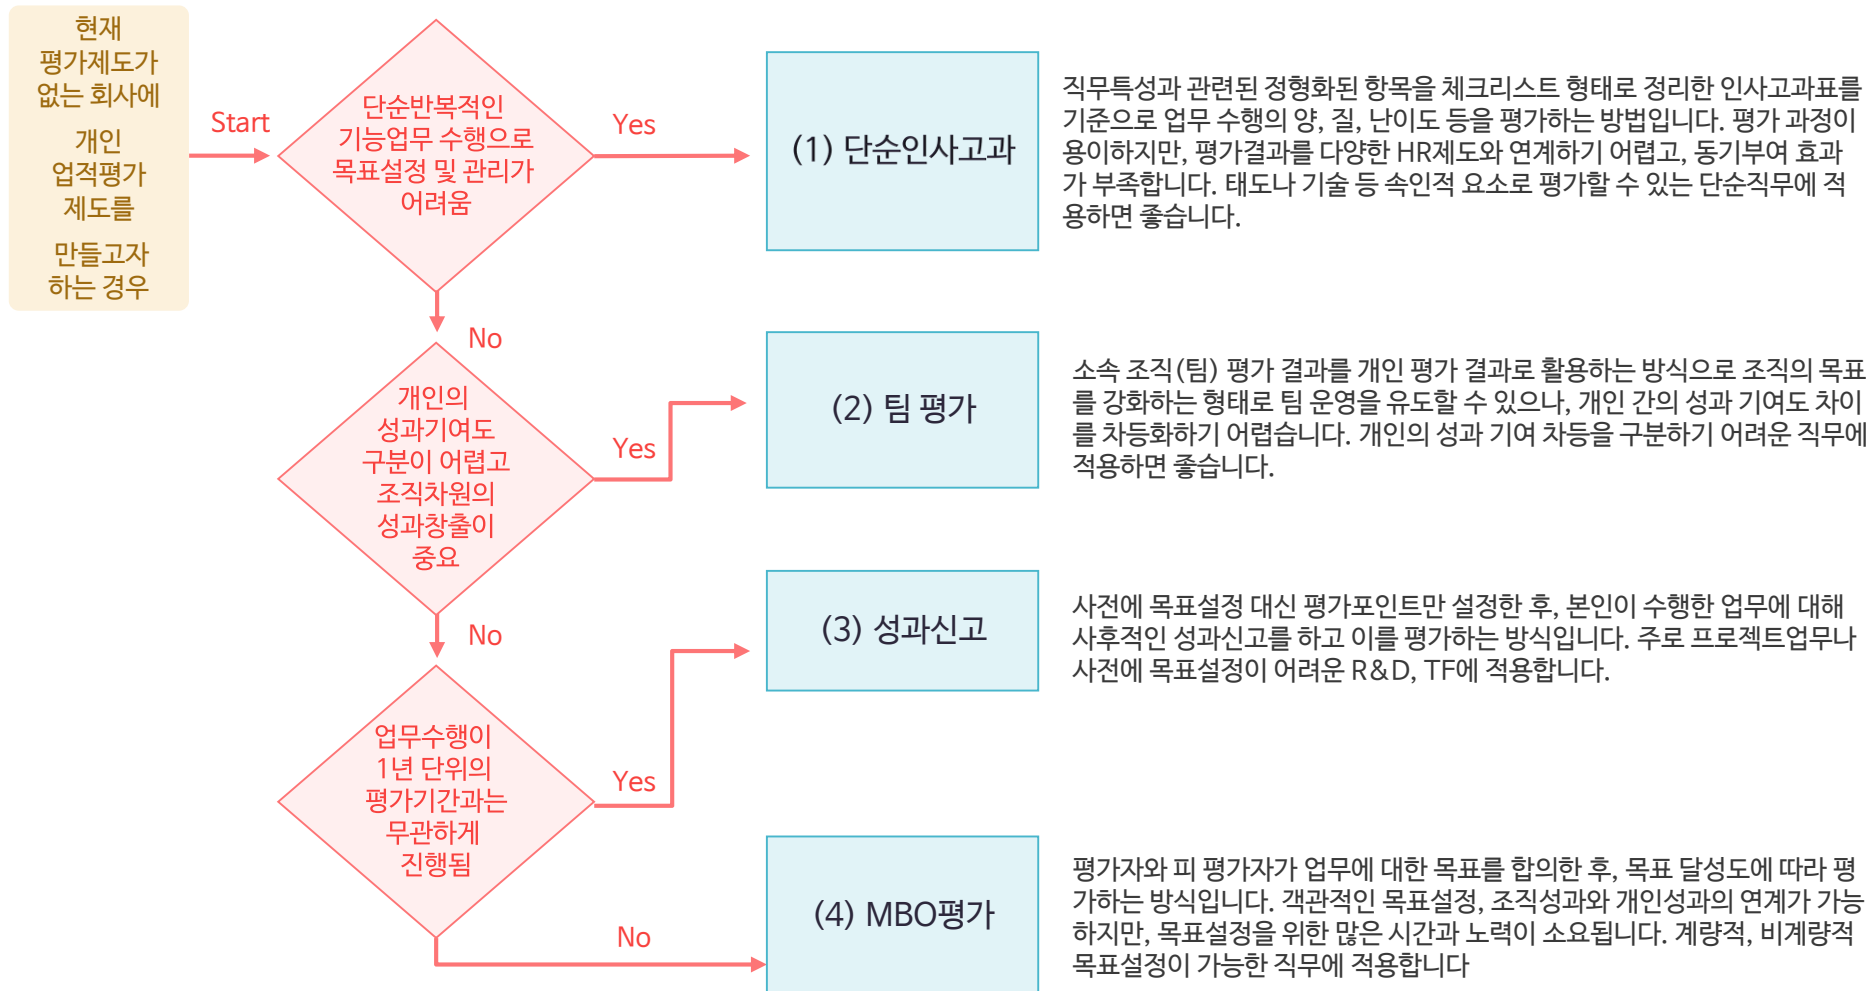 현재
평가제도가
없는 회사에
개인
업적평가
제도를
만들고자
하는 경우
Start
단순반복적인
기능업무 수행으로
목표설정 및 관리가
어려움
Yes
(1) 단순인사고과
직무특성과 관련된 정형화된 항목을 체크리스트 형태로 정리한 인사고과표를
기준으로 업무 수행의 양, 질, 난이도 등을 평가하는 방법입니다. 평가 과정이
용이하지만, 평가결과를 다양한 HR제도와 연계하기 어렵고, 동기부여 효과
가 부족합니다. 태도나 기술 등 속인적 요소로 평가할 수 있는 단순직무에 적
용하면 좋습니다.
No
개인의
성과기여도
구분이 어렵고
조직차원의
성과창출이
중요
Yes
(2) 팀 평가
소속 조직(팀) 평가 결과를 개인 평가 결과로 활용하는 방식으로 조직의 목표
를 강화하는 형태로 팀 운영을 유도할 수 있으나, 개인 간의 성과 기여도 차이
를 차등화하기 어렵습니다. 개인의 성과 기여 차등을 구분하기 어려운 직무에
적용하면 좋습니다.
No
업무수행이
1년 단위의
평가기간과는
무관하게
진행됨
Yes
(3) 성과신고
사전에 목표설정 대신 평가포인트만 설정한 후, 본인이 수행한 업무에 대해
사후적인 성과신고를 하고 이를 평가하는 방식입니다. 주로 프로젝트업무나
사전에 목표설정이 어려운 R&D, TF에 적용합니다.
No
(4) MBO평가
평가자와 피 평가자가 업무에 대한 목표를 합의한 후, 목표 달성도에 따라 평
가하는 방식입니다. 객관적인 목표설정, 조직성과와 개인성과의 연계가 가능
하지만, 목표설정을 위한 많은 시간과 노력이 소요됩니다. 계량적, 비계량적
목표설정이 가능한 직무에 적용합니다